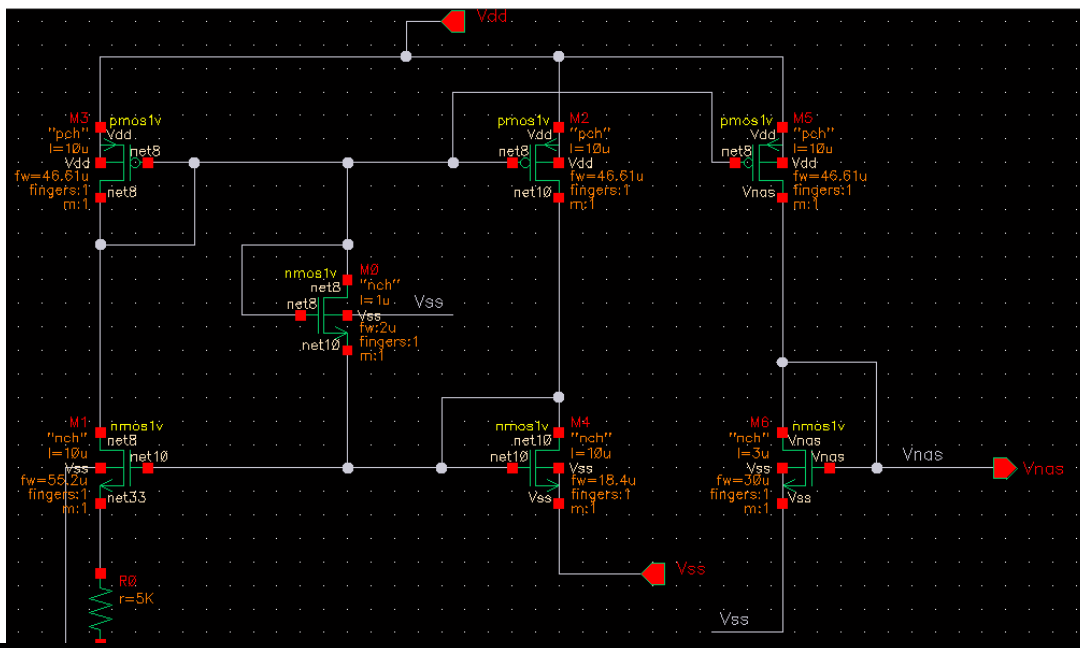 Vdd
M3
pmos1v
"pch"
Vdd
l=10u
net8
Vdd
fw=46.61u
fingers:1
net8
m:1
pmos1v
M2
Vdd
"pch"
l=10u
net8
Vdd
fw=46.61u
net10
fingers:1
m:1
pmos1v
M5
Vdd
"pch"
l=10u
net8
Vdd
fw=46.61u
Vnas
fingers:1
m:1
nmos1v
M0
net8
"nch"
l=1u
net8
Vss
Vss
fw:2u
fingers:1
net10
m:1
M1
nmos1v
"nch"
net8
l=10u
net10
Vss
fw=55.2u
fingers:1
net33
m:1
nmos1v
M4
net10
"nch"
l=10u
net10
Vss
fw=18.4u
Vss
fingers:1
m:1
M6
nmos1v
"nch"
Vnas
l=3u
Vnas
Vss
fw=30u
fingers:1
Vss
m:1
Vnas
Vnas
R0
r=5K
Vss
Vss